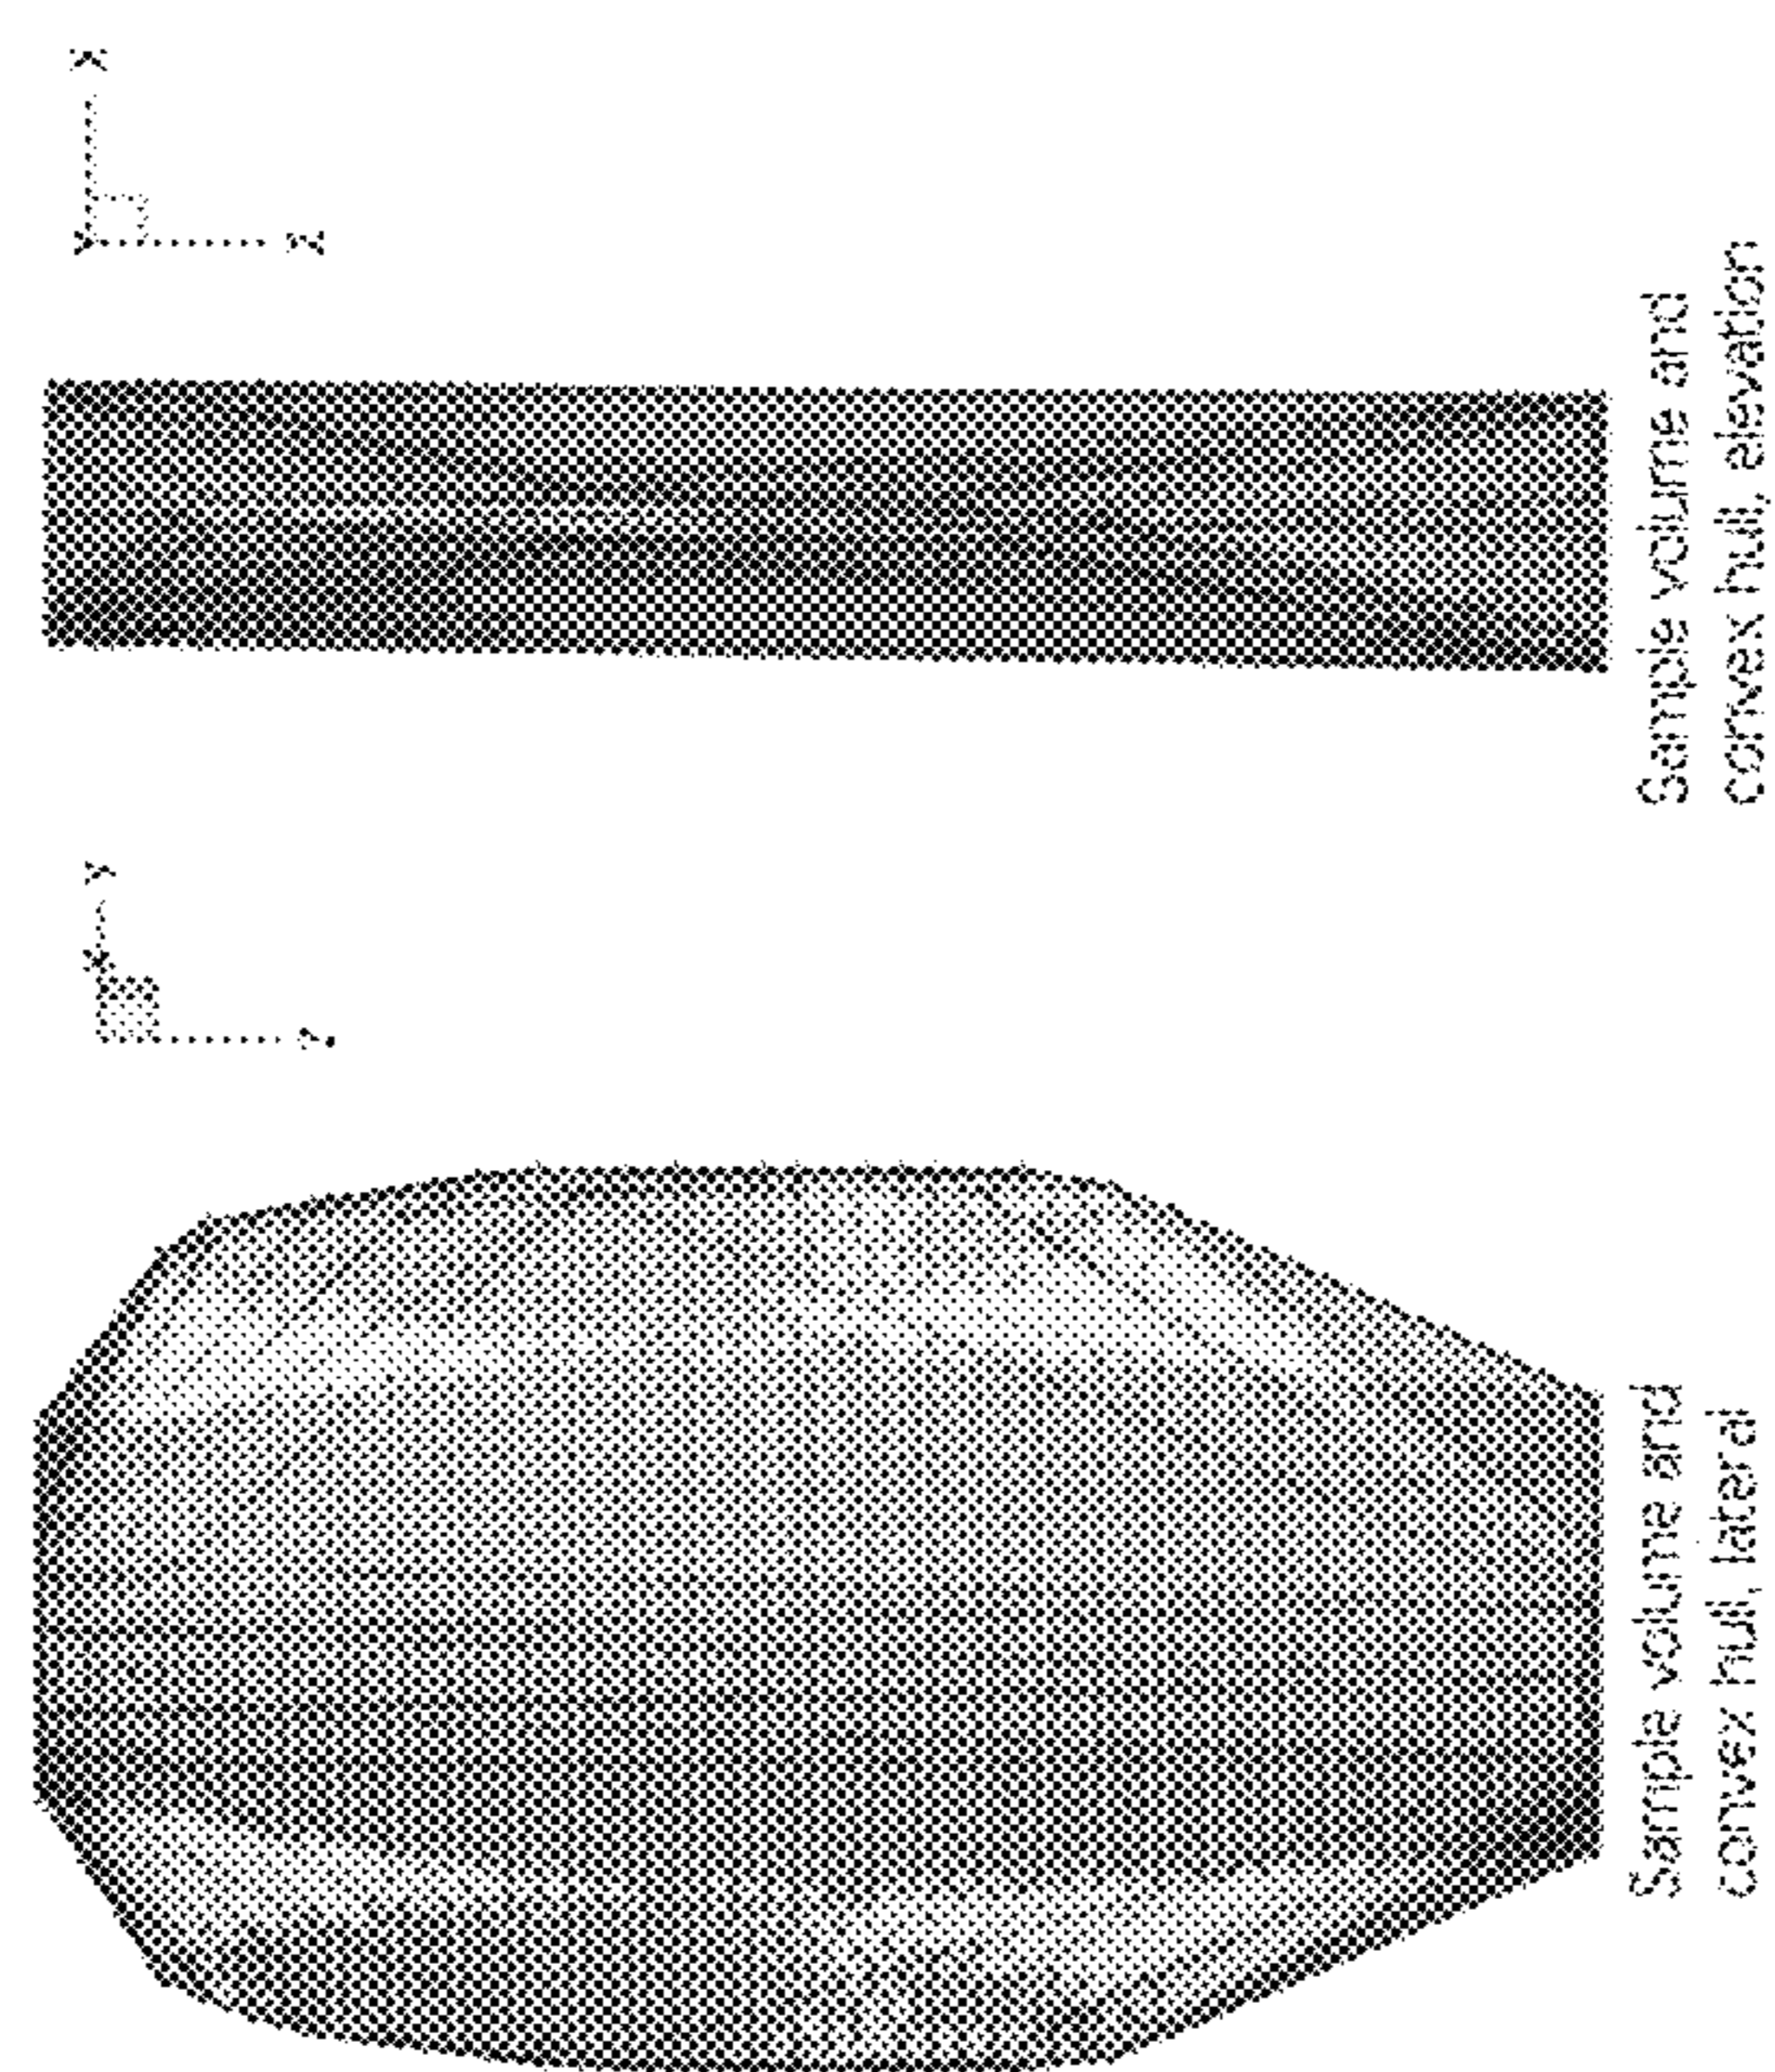 Sample volume and
convex hull, lateral
y
x
Sample volume and
convex hull, elevation
x
y
z